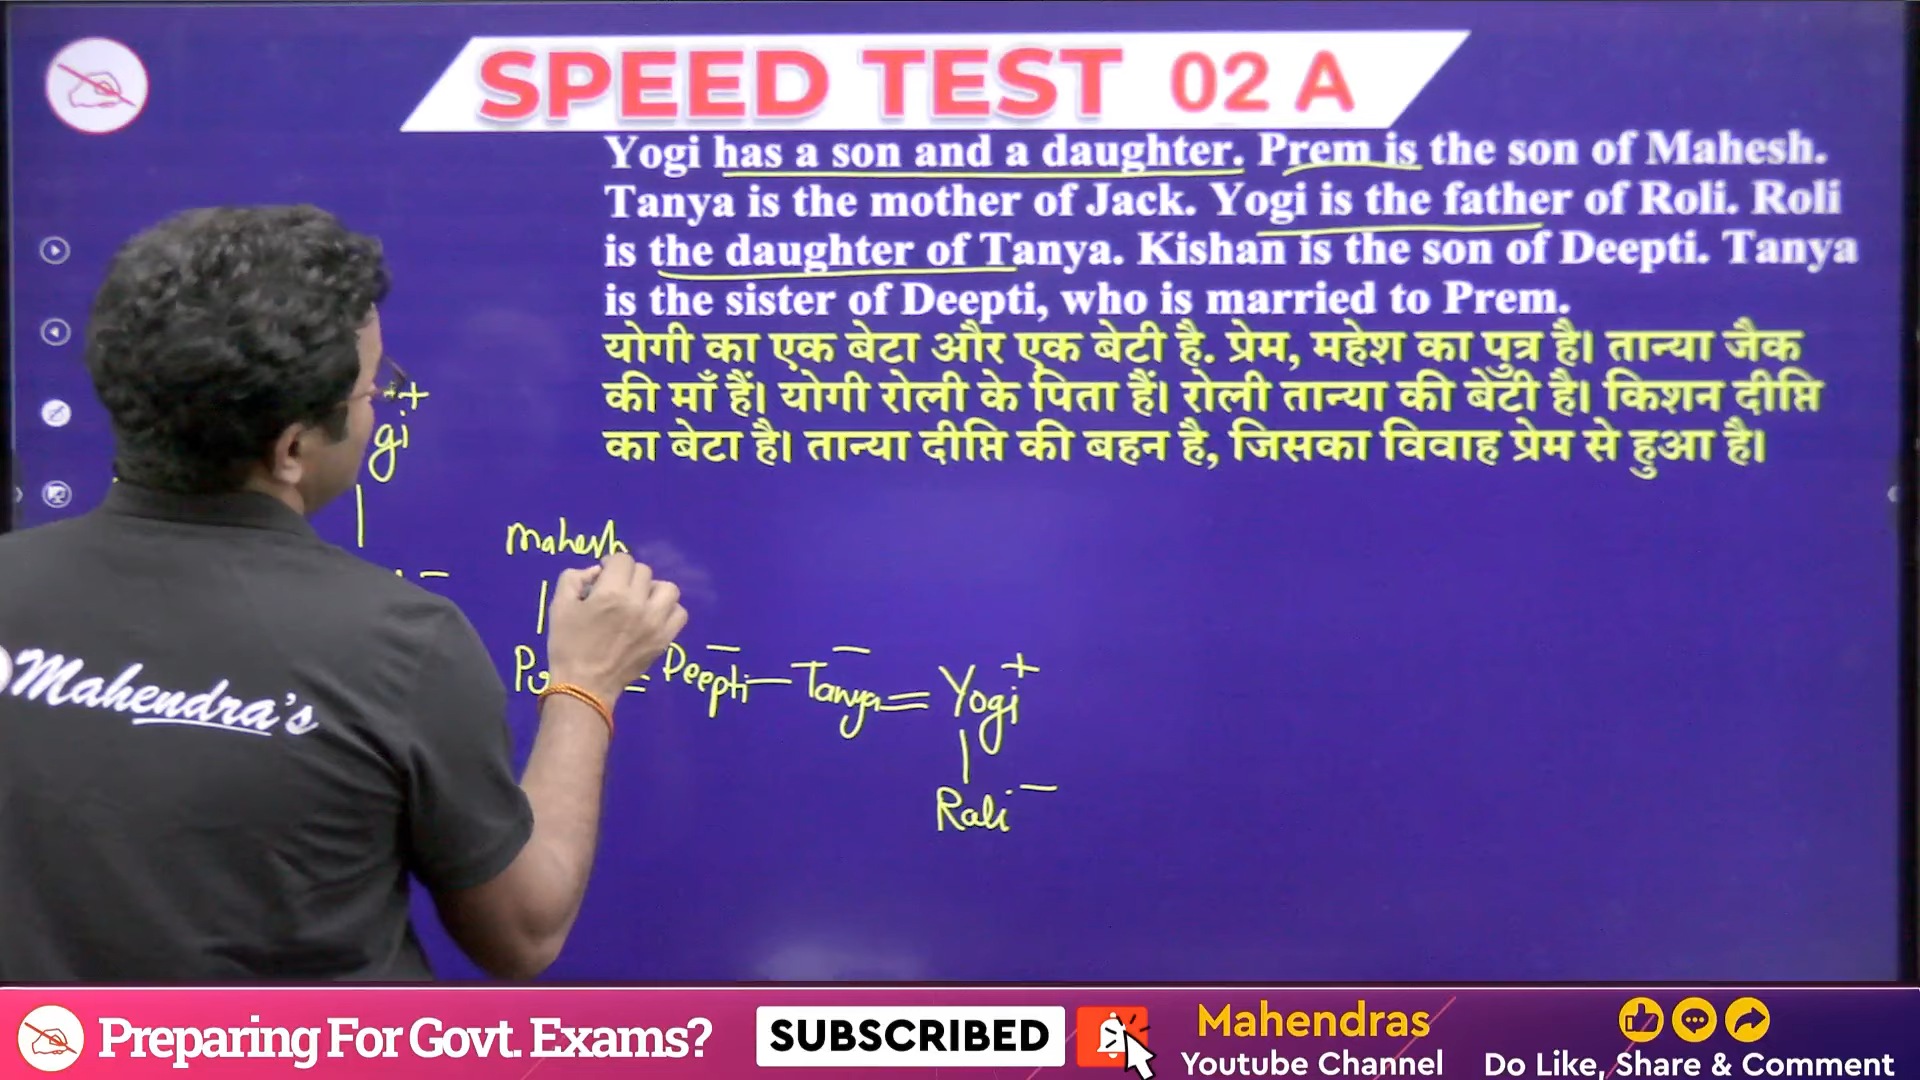 SPEED TEST 02 A
Yogi has a son and a daughter. Prem is the son of Mahesh.
Tanya is the mother of Jack. Yogi is the father of Roli. Roli
is the daughter of Tanya. Kishan is the son of Deepti. Tanya
is the sister of Deepti, who is married to Prem.
योगी का एक बेटा और एक बेटी है. प्रेम, महेश का पुत्र है। तान्या जैक
की माँ हैं। योगी रोली के पिता हैं। रोली तान्या की बेटी है। किशन दीप्ति
का बेटा है। तान्या दीप्ति की बहन है, जिसका विवाह प्रेम से हुआ है।
+
gi
–
Mahesh
= Deepti – – Tanya – = Yogi +
Rali –
Mahendra's
Preparing For Govt. Exams?
SUBSCRIBED
Mahendras
Youtube Channel
Do Like, Share & Comment